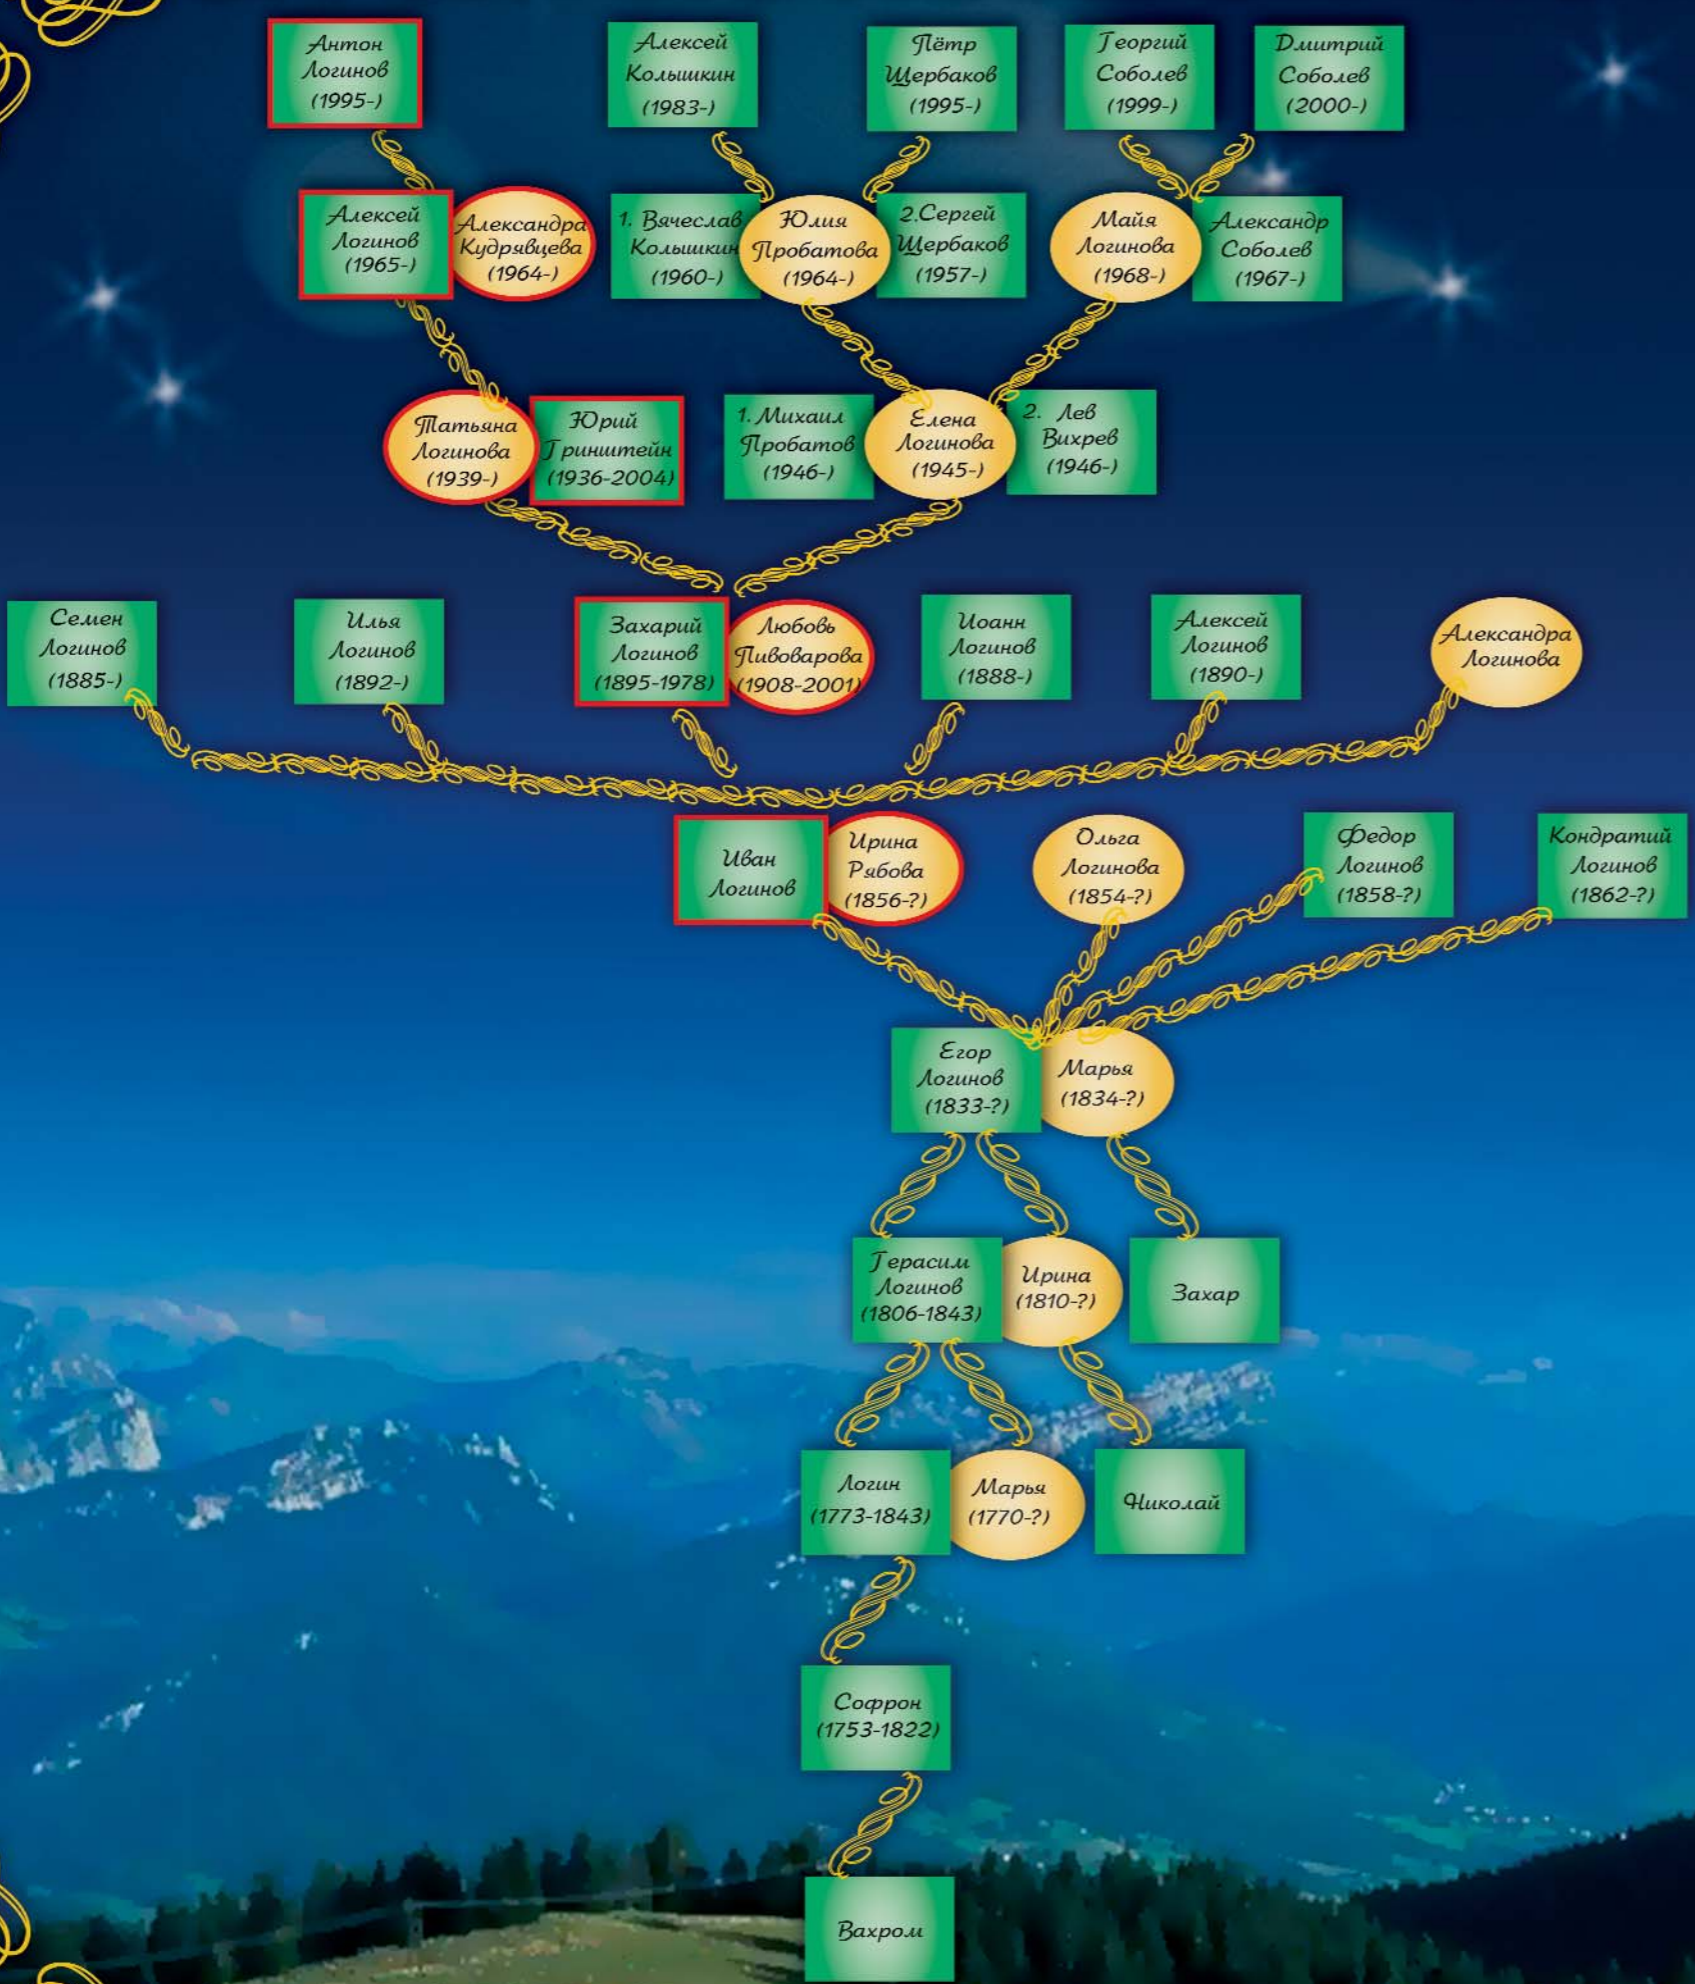 Антон
Логинов
(1995-)
Алексей
Колышкин
(1983-)
Пётр
Щербаков
(1995-)
Георгий
Соболев
(1999-)
Дмитрий
Соболев
(2000-)
Алексей
Логинов
(1965-)
Александра
Кудрявцева
(1964-)
1. Вячеслав
Колышкин
(1960-)
Юлия
Пробатова
(1964-)
2.Сергей
Щербаков
(1957-)
Майя
Логинова
(1968-)
Александр
Соболев
(1967-)
Татьяна
Логинова
(1939-)
Юрий
Гринштейн
(1936-2004)
1. Михаил
Пробатов
(1946-)
Елена
Логинова
(1945-)
2. Лев
Вихрев
(1946-)
Семен
Логинов
(1885-)
Илья
Логинов
(1892-)
Захарий
Логинов
(1895-1978)
Любовь
Пивоварова
(1908-2001)
Иоанн
Логинов
(1888-)
Алексей
Логинов
(1890-)
Александра
Логинова
Иван
Логинов
Ирина
Рябова
(1856-?)
Ольга
Логинова
(1854-?)
Федор
Логинов
(1858-?)
Кондратий
Логинов
(1862-?)
Егор
Логинов
(1833-?)
Марья
(1834-?)
Герасим
Логинов
(1806-1843)
Ирина
(1810-?)
Захар
Логин
(1773-1843)
Марья
(1770-?)
Николай
Софрон
(1753-1822)
Вахром